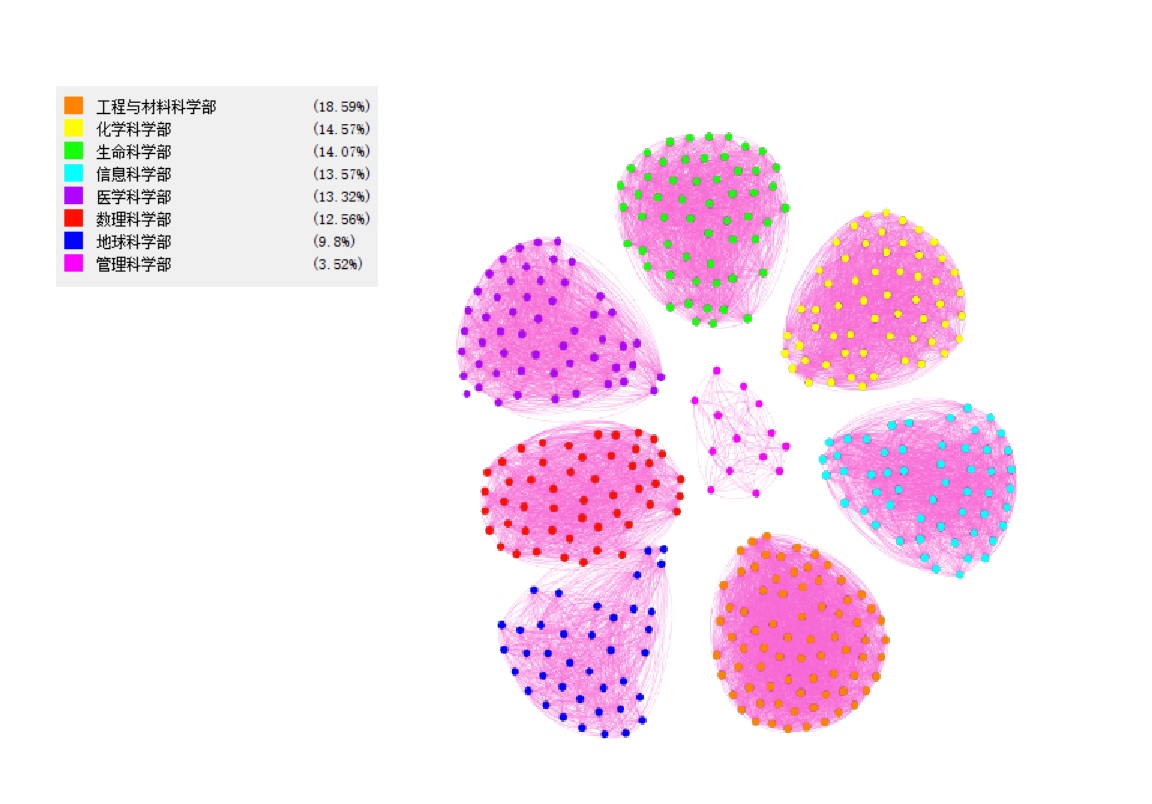 工程与材料科学部 (18.59%)
化学科学部 (14.57%)
生命科学部 (14.07%)
信息科学部 (13.57%)
医学科学部 (13.32%)
数理科学部 (12.56%)
地球科学部 (9.8%)
管理科学部 (3.52%)